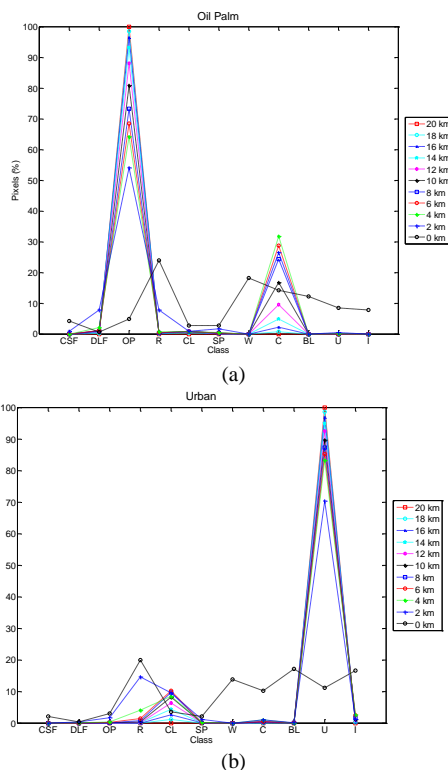 Oil Palm
100
90
80
70
60
50
40
30
20
10
0
Pixels (%)
CSF DLF OP R CL SP W C BL U I
Class
20 km
18 km
16 km
14 km
12 km
10 km
8 km
6 km
4 km
2 km
0 km
(a)
Urban
100
90
80
70
60
50
40
30
20
10
0
CSF DLF OP R CL SP W C BL U I
Class
20 km
18 km
16 km
14 km
12 km
10 km
8 km
6 km
4 km
2 km
0 km
(b)